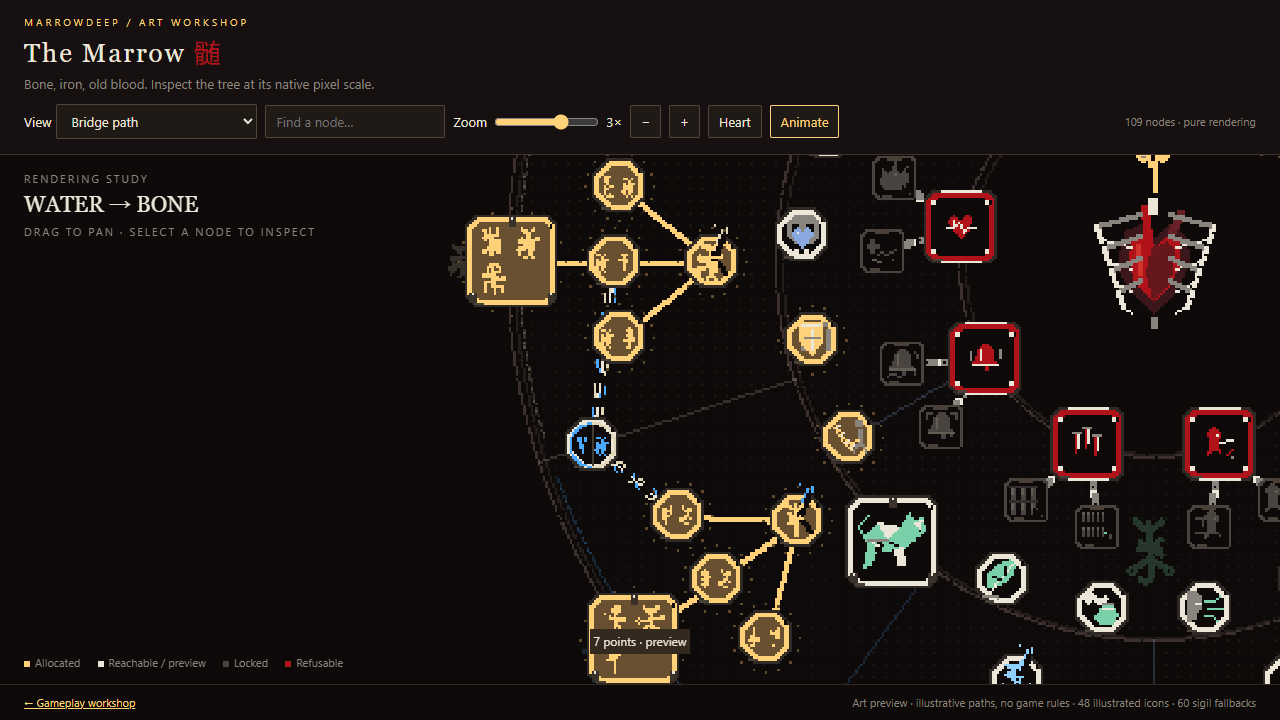 MARROWDEEP / ART WORKSHOP
The Marrow 髄
Bone, iron, old blood. Inspect the tree at its native pixel scale.
View Bridge path Find a node... Zoom 3× − + Heart Animate 109 nodes · pure rendering
RENDERING STUDY
WATER → BONE
DRAG TO PAN · SELECT A NODE TO INSPECT
7 points · preview
Allocated Reachable / preview Locked Refusable
← Gameplay workshop Art preview · illustrative paths, no game rules · 48 illustrated icons · 60 sigil fallbacks